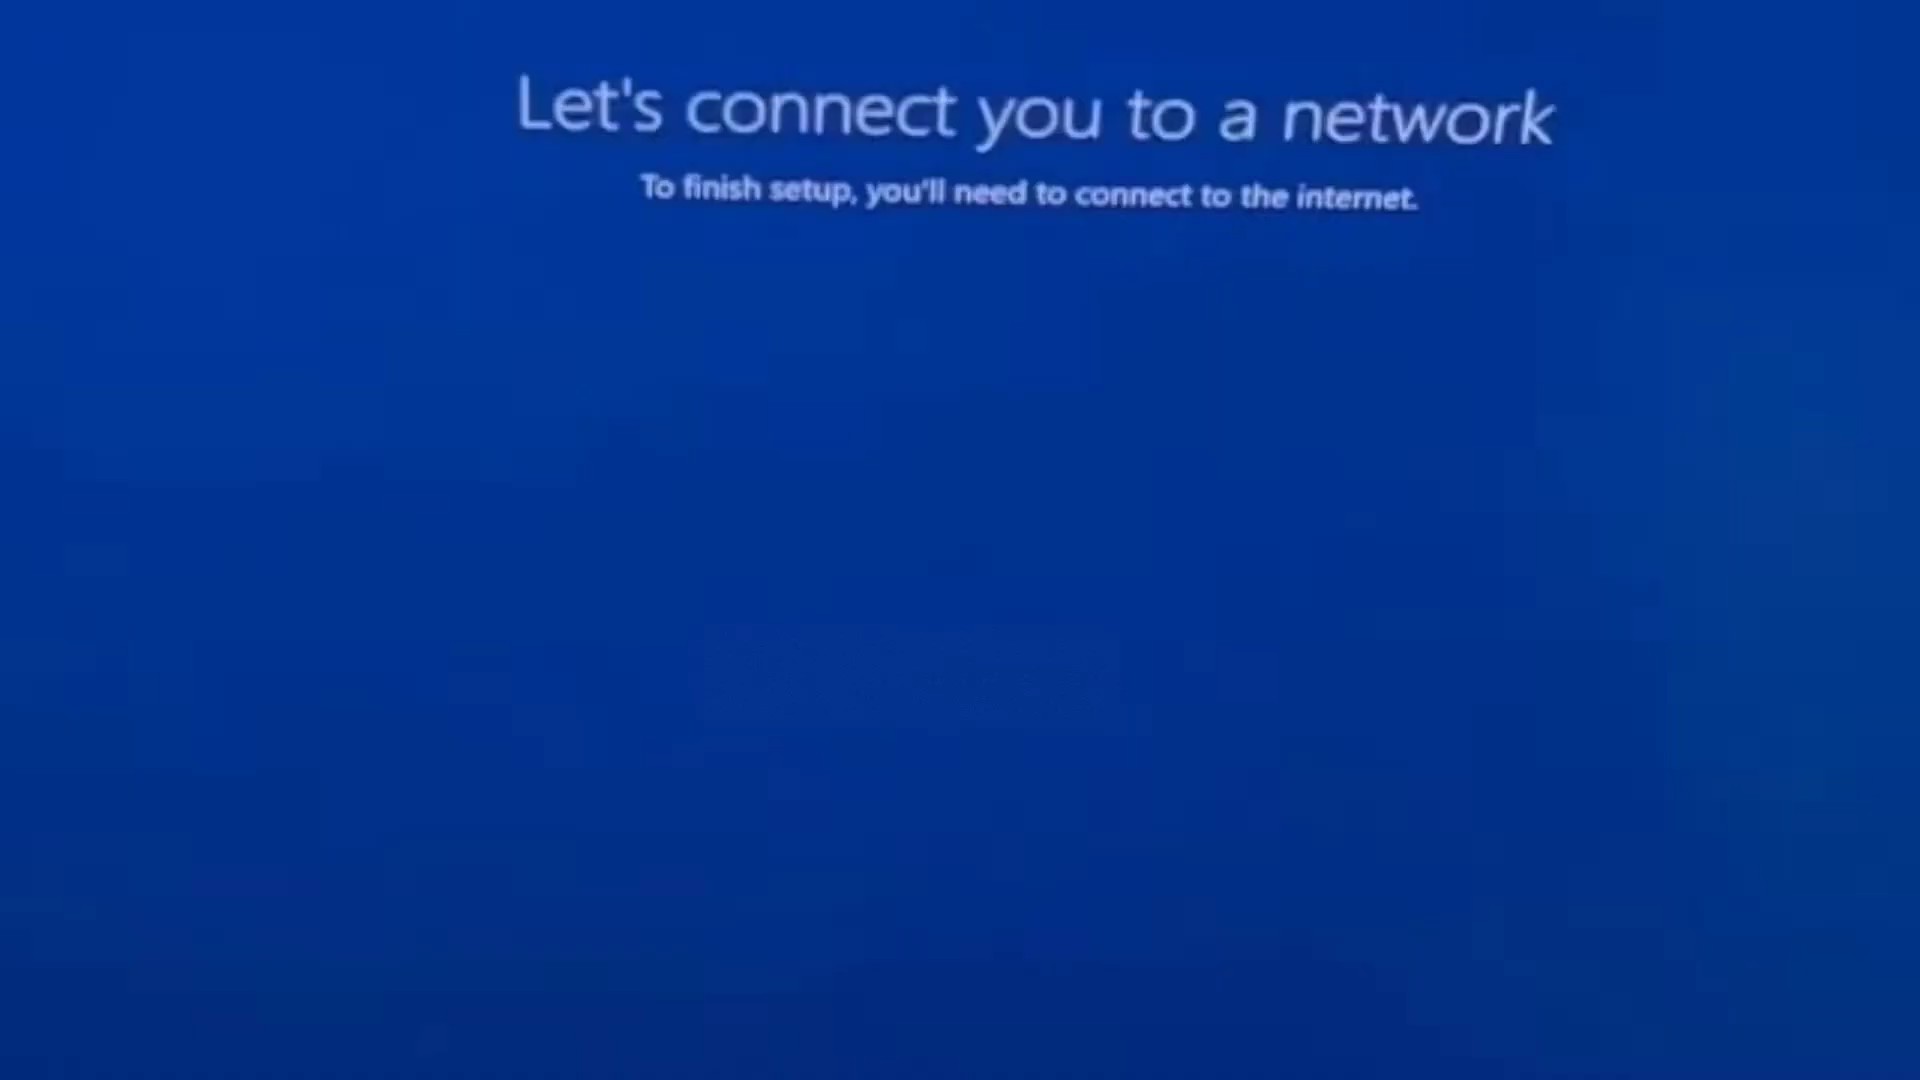 Let's connect you to a network
To finish setup, you'll need to connect to the internet.